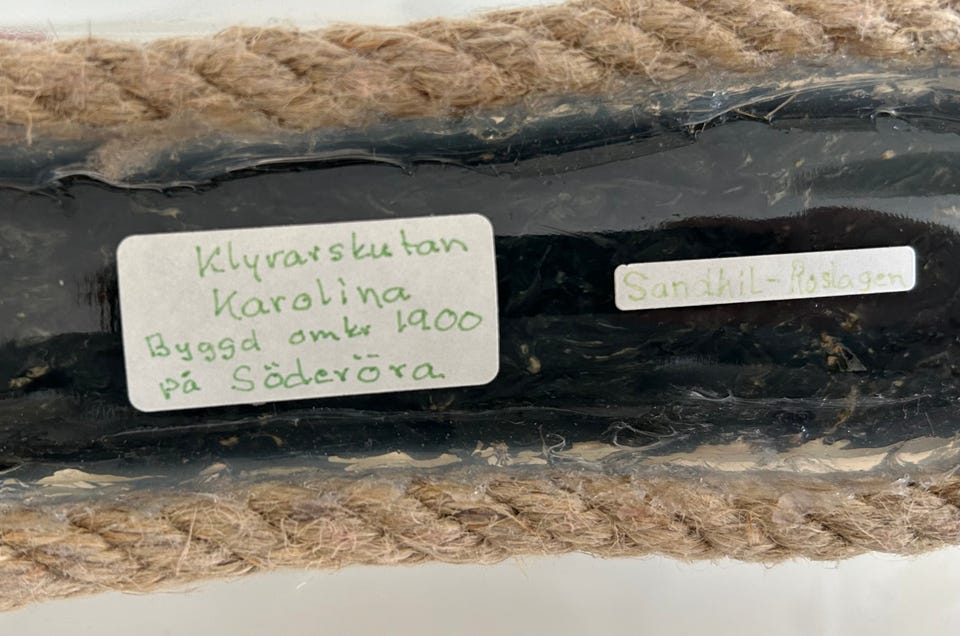 Klyvarskutan
Karolina
Byggd omkr 1900
på Söderöra
Sandhil-Roslagen